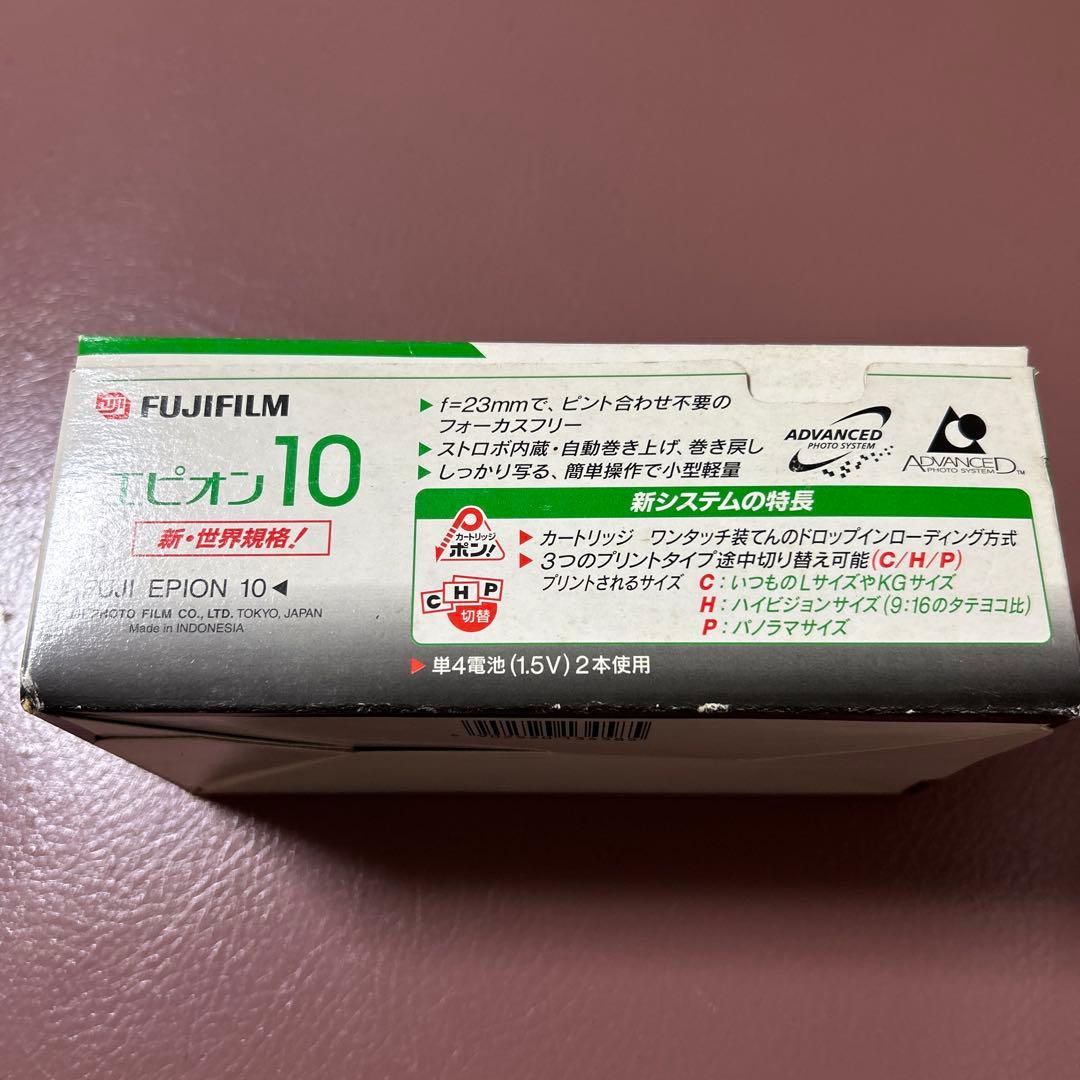 FUJIFILM
エピオン10
新・世界規格!
FUJI EPION 10◀
PHOTO FILM CO., LTD. TOKYO, JAPAN
Made in INDONESIA
▶ f=23mmで、ピント合わせ不要の
フォーカスフリー
▶ ストロボ内蔵・自動巻き上げ、巻き戻し
▶ しっかり写る、簡単操作で小型軽量
ADVANCED
PHOTO SYSTEM
ADVANCED
PHOTO SYSTEM™
新システムの特長
カートリッジ
ポン!
▶ カートリッジ ワンタッチ装てんのドロップインローディング方式
▶ 3つのプリントタイプ途中切り替え可能(C/H/P)
C H P
切替
プリントされるサイズ C:いつものLサイズやKGサイズ
H:ハイビジョンサイズ(9:16のタテヨコ比)
P:パノラマサイズ
▶ 単4電池(1.5V)2本使用